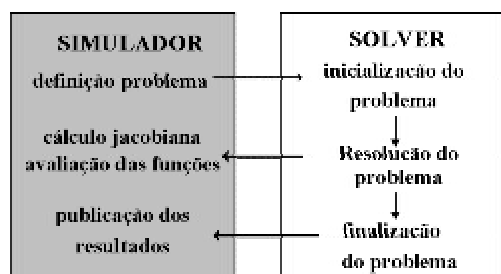 SIMULADOR
definição problema
cálculo jacobiana
avaliação das funções
publicação dos
resultados
SOLVER
inicialização do
problema
Resolução do
problema
finalização
do problema